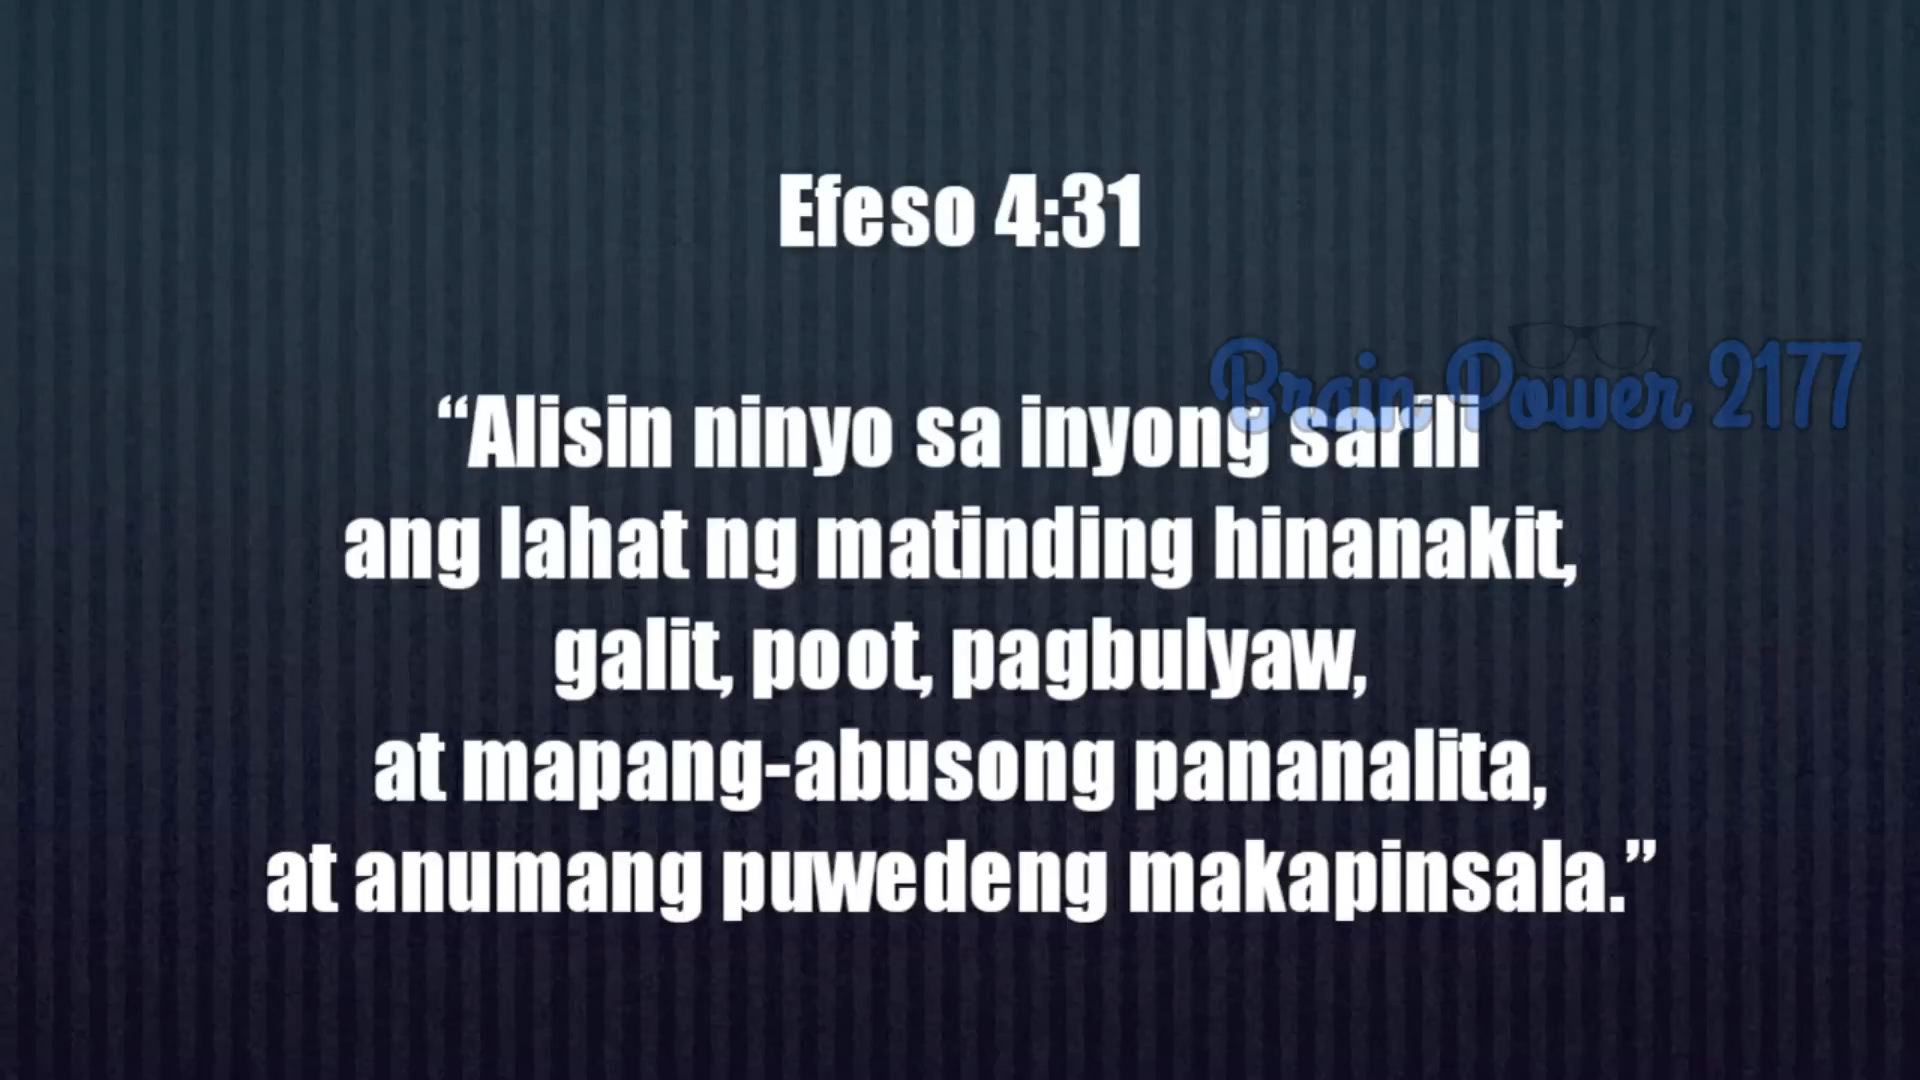 Efeso 4:31
Brain Power 2177
“Alisin ninyo sa inyong sarili
ang lahat ng matinding hinanakit,
galit, poot, pagbulyaw,
at mapang-abusong pananalita,
at anumang puwedeng makapinsala.”